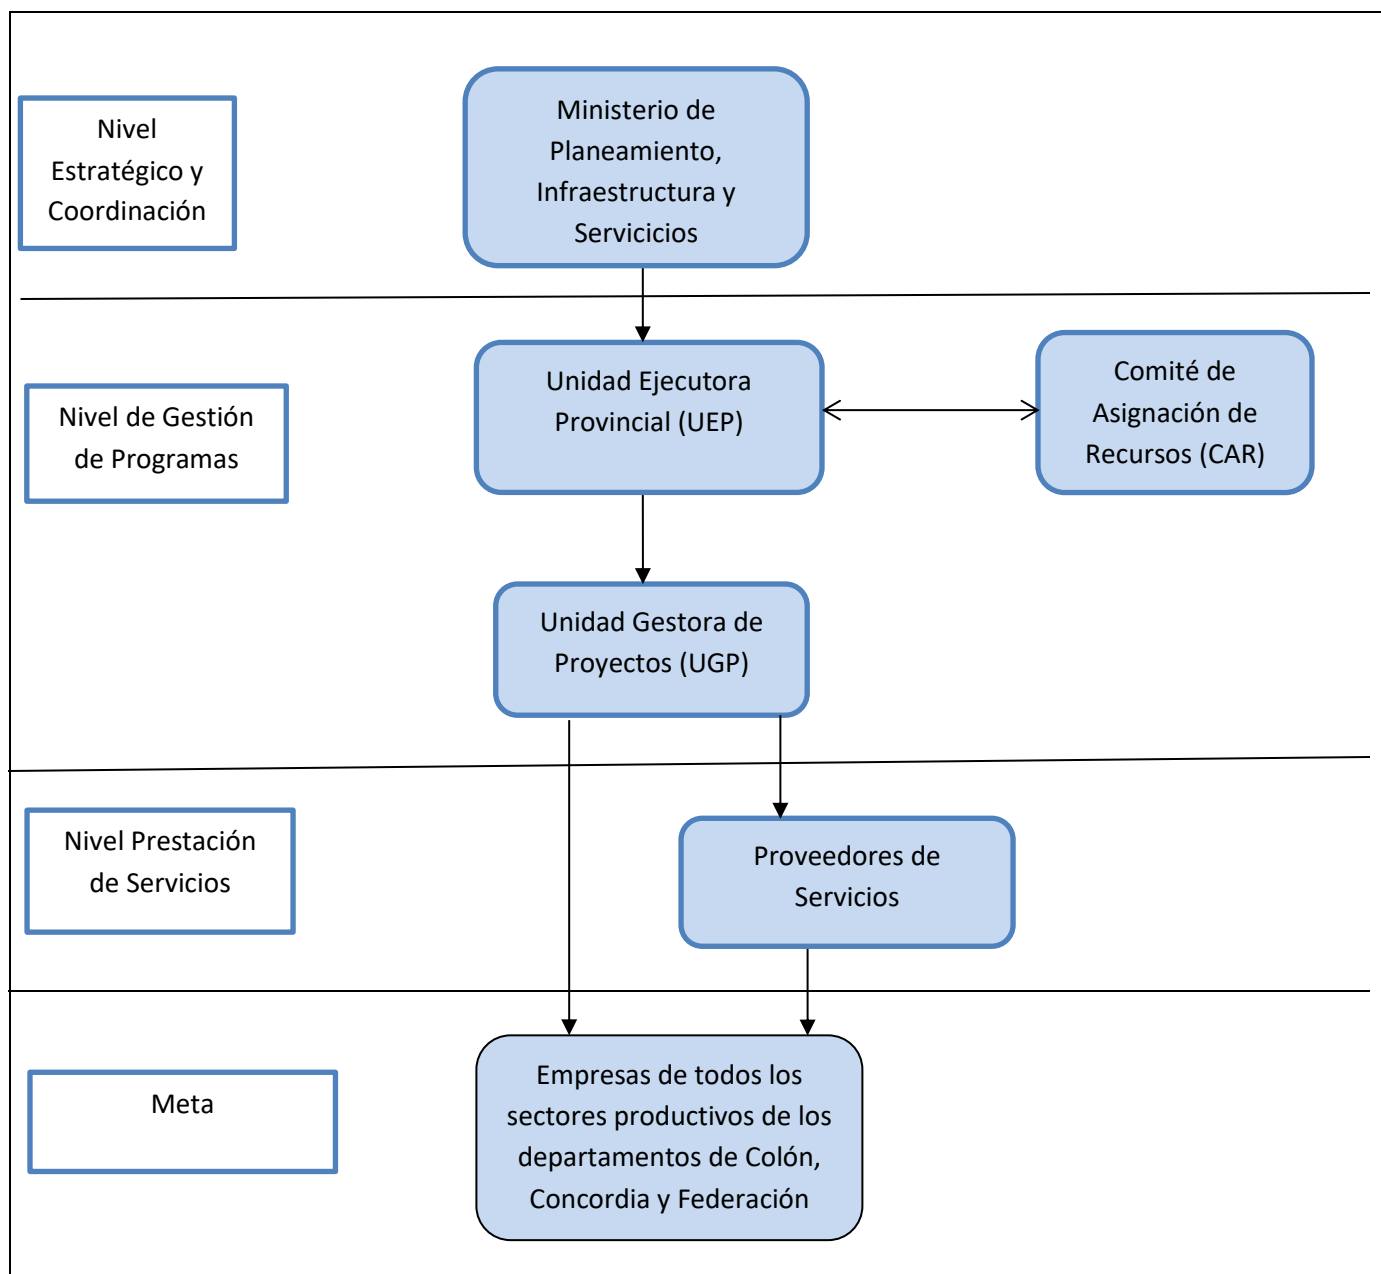 Nivel
Estratégico y
Coordinación
Ministerio de
Planeamiento,
Infraestructura y
Servicicios
Nivel de Gestión
de Programas
Unidad Ejecutora
Provincial (UEP)
Comité de
Asignación de
Recursos (CAR)
Unidad Gestora de
Proyectos (UGP)
Nivel Prestación
de Servicios
Proveedores de
Servicios
Meta
Empresas de todos los
sectores productivos de los
departamentos de Colón,
Concordia y Federación